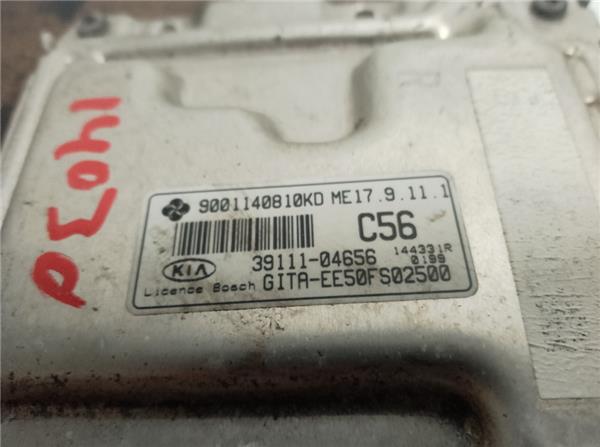 9001140810KD ME17.9.11.1
C56
39111-04656
144331R
0199
KIA
Licence Bosch GITA-EE50FS02500